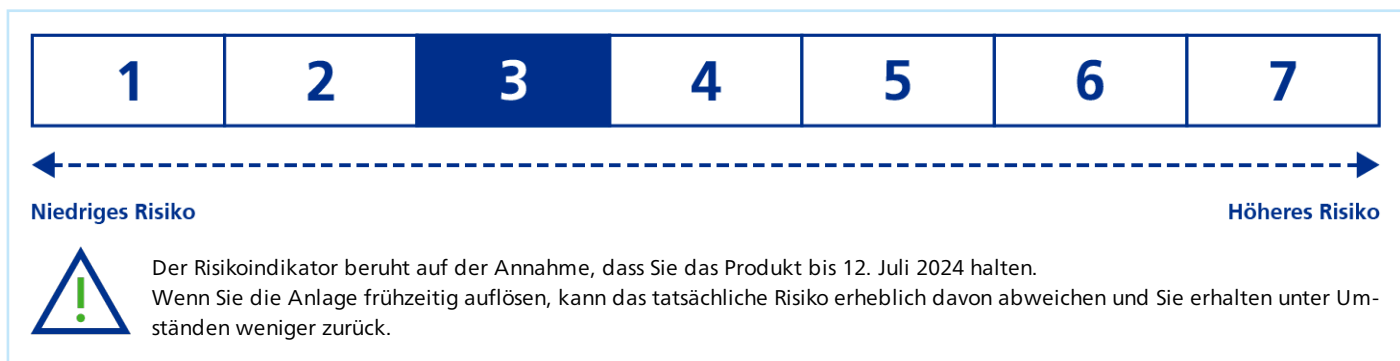 1 2 3 4 5 6 7
Niedriges Risiko Höheres Risiko
Der Risikoindikator beruht auf der Annahme, dass Sie das Produkt bis 12. Juli 2024 halten.
Wenn Sie die Anlage frühzeitig auflösen, kann das tatsächliche Risiko erheblich davon abweichen und Sie erhalten unter Um-
ständen weniger zurück.